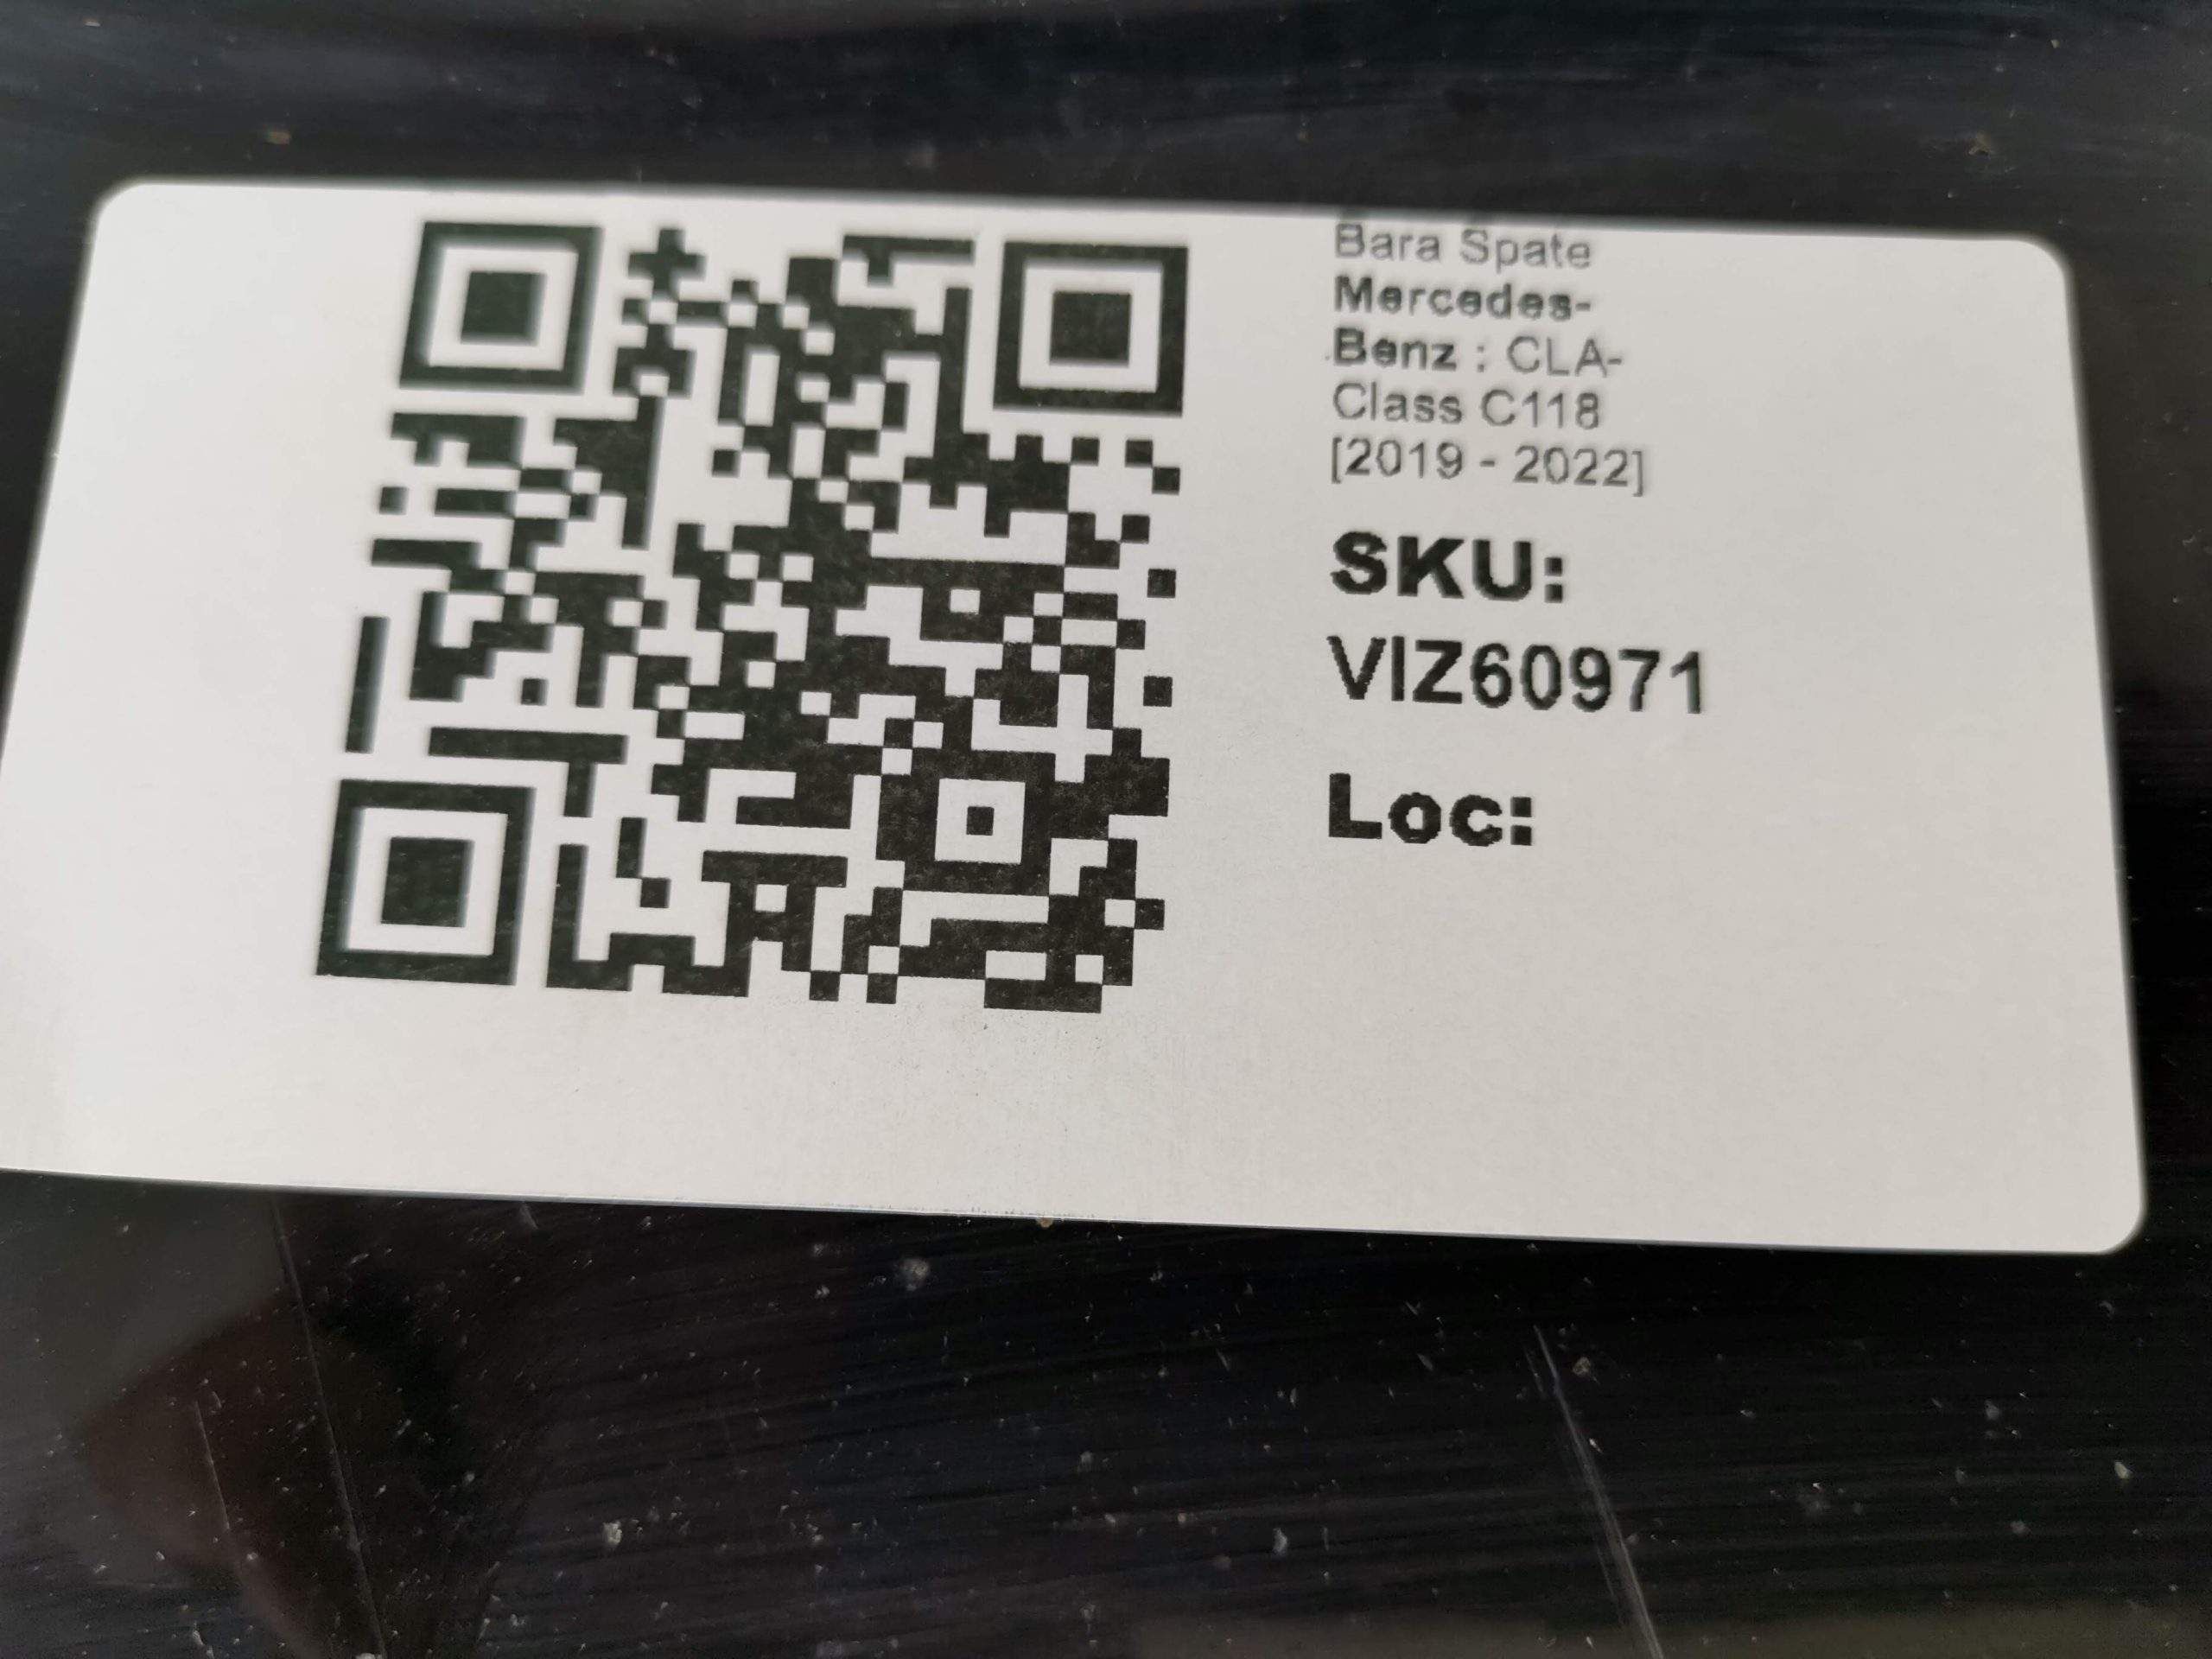 Bara Spate
Mercedes-
Benz : CLA-
Class C118
[2019 - 2022]
SKU:
VIZ60971
Loc: